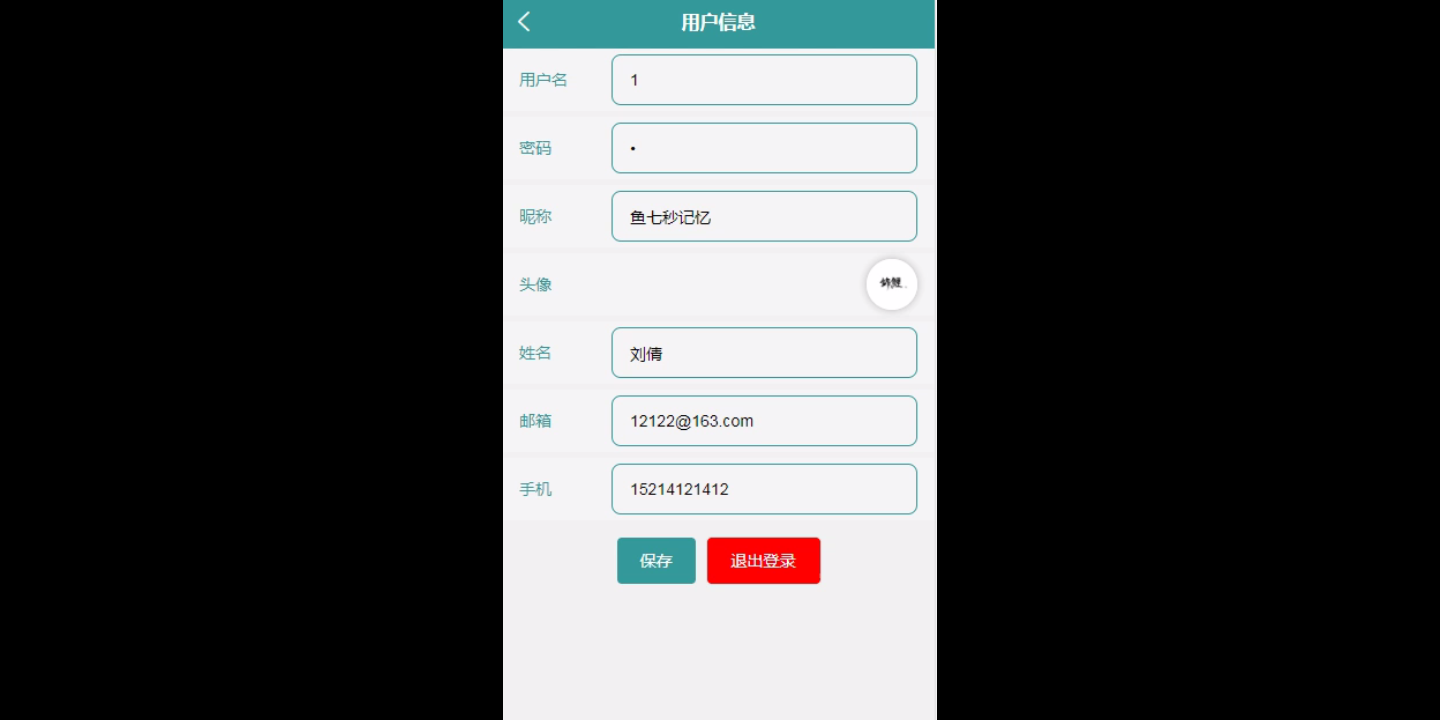 用户信息
用户名 1
密码 •
昵称 鱼七秒记忆
头像
姓名 刘倩
邮箱 12122@163.com
手机 15214121412
保存 退出登录